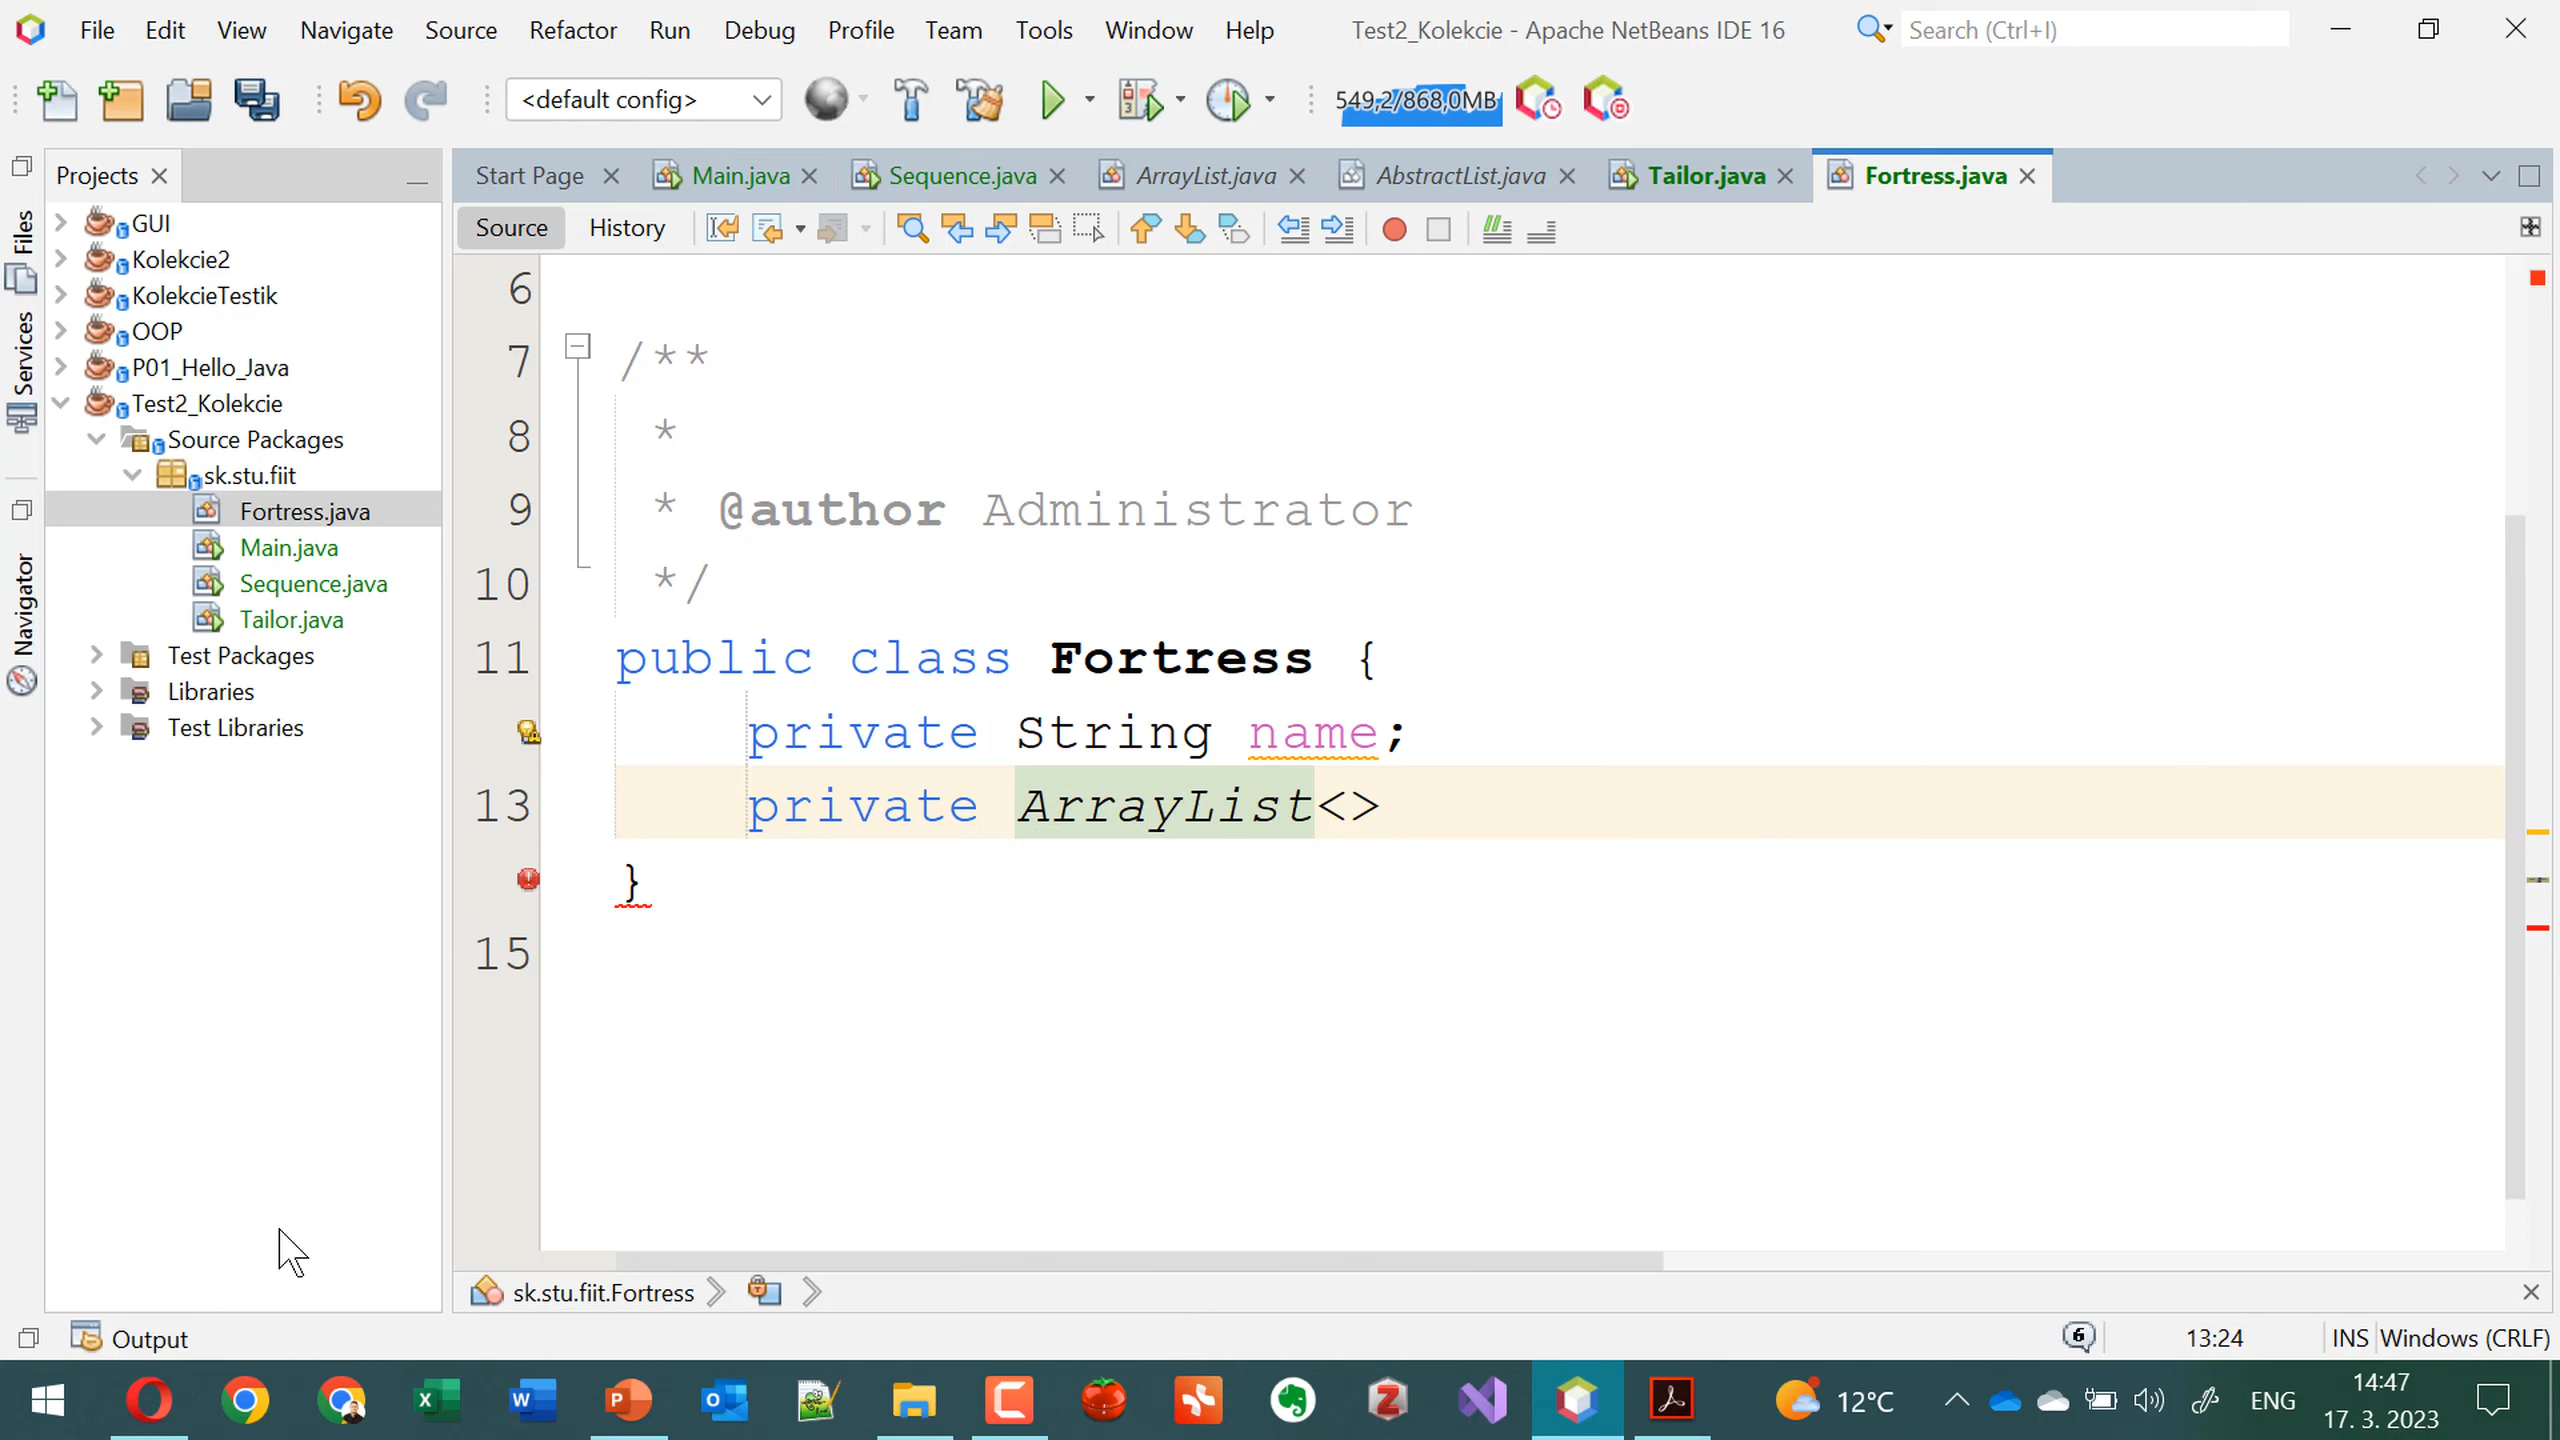 File Edit View Navigate Source Refactor Run Debug Profile Team Tools Window Help Test2_Kolekcie - Apache NetBeans IDE 16 Search (Ctrl+I)
<default config> 549,2/868,0MB
Projects Start Page Main.java Sequence.java ArrayList.java AbstractList.java Tailor.java Fortress.java
Source History
Files
Services
Navigator
GUI
Kolekcie2
KolekcieTestik
OOP
P01_Hello_Java
Test2_Kolekcie
Source Packages
sk.stu.fiit
Fortress.java
Main.java
Sequence.java
Tailor.java
Test Packages
Libraries
Test Libraries
6
7 /**
8 *
9 * @author Administrator
10 */
11 public class Fortress {
private String name;
13 private ArrayList<>
}
15
sk.stu.fiit.Fortress
Output 6 13:24 INS Windows (CRLF)
12°C ENG 14:47
17. 3. 2023